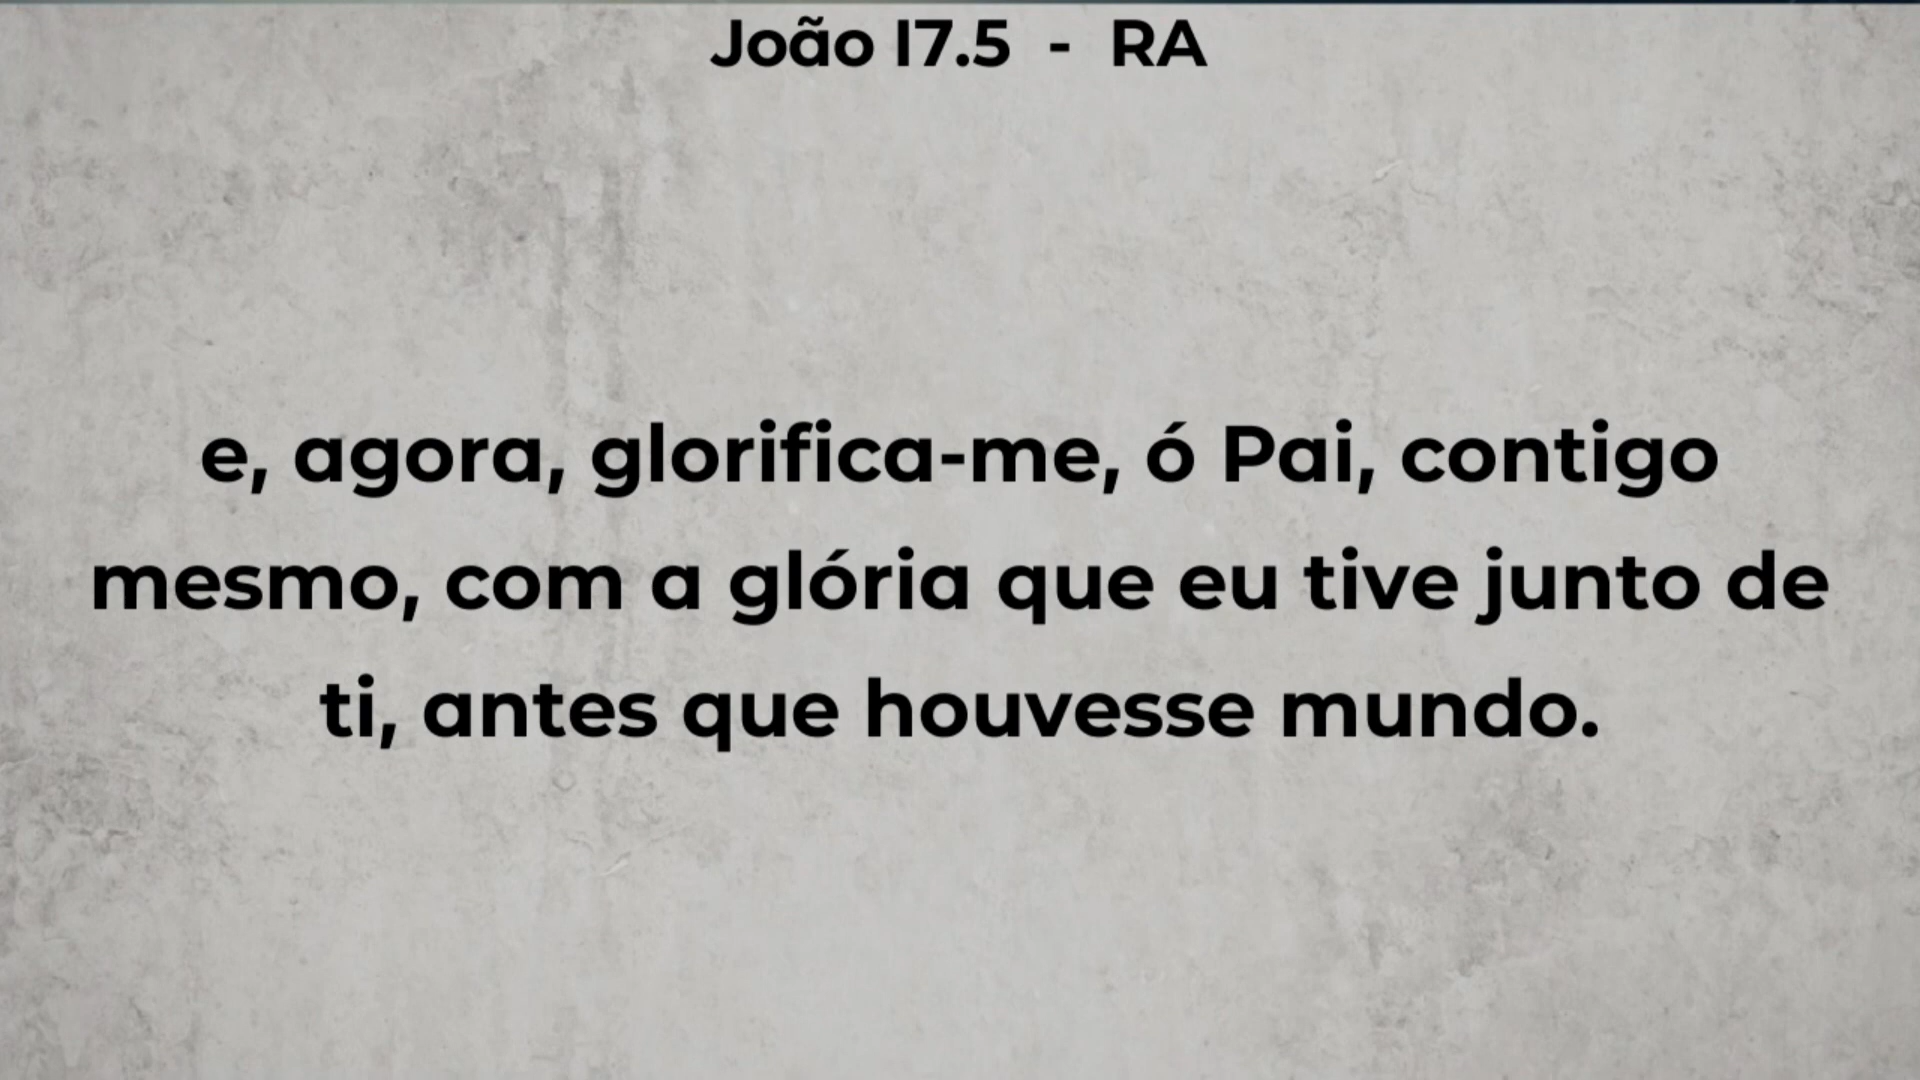 João 17.5 - RA
e, agora, glorifica-me, ó Pai, contigo
mesmo, com a glória que eu tive junto de
ti, antes que houvesse mundo.